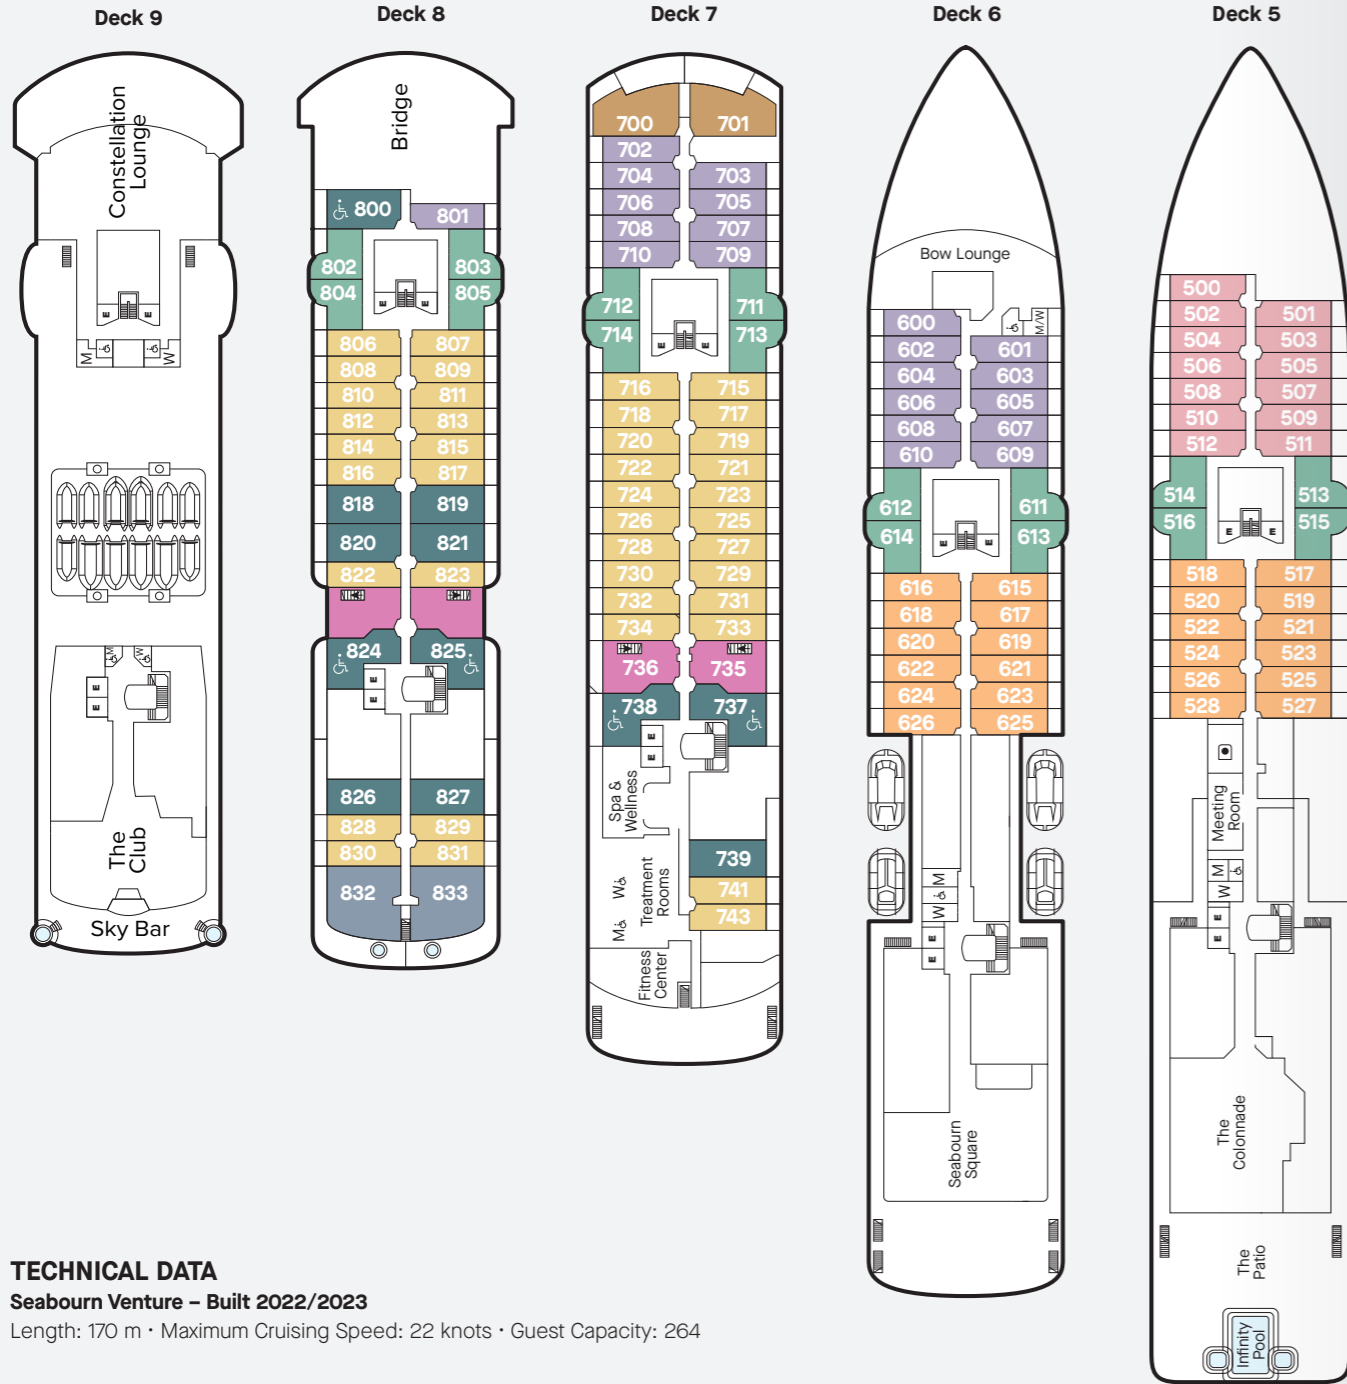 Deck 9
Deck 8
Deck 7
Deck 6
Deck 5
Constellation
Lounge
E
E
M
W
M
W
E
E
The
Club
Sky Bar
Bridge
800
801
802
803
804
805
E
E
806
807
808
809
810
811
812
813
814
815
816
817
818
819
820
821
822
823
824
825
E
E
826
827
828
829
830
831
832
833
700
701
702
704
703
706
705
708
707
710
709
712
711
714
713
E
E
716
715
718
717
720
719
722
721
724
723
726
725
728
727
730
729
732
731
734
733
736
735
738
737
E
E
Spa &
Wellness
739
741
743
W
M
Treatment
Rooms
Fitness
Center
Bow Lounge
M/W
600
602
601
604
603
606
605
608
607
610
609
612
611
614
613
E
E
616
615
618
617
620
619
622
621
624
623
626
625
M
W
E
E
Seabourn
Square
500
502
501
504
503
506
505
508
507
510
509
512
511
514
513
516
515
E
E
518
517
520
519
522
521
524
523
526
525
528
527
Meeting
Room
M
W
E
E
The
Colonnade
The
Patio
Infinity
Pool
TECHNICAL DATA
Seabourn Venture – Built 2022/2023
Length: 170 m • Maximum Cruising Speed: 22 knots • Guest Capacity: 264